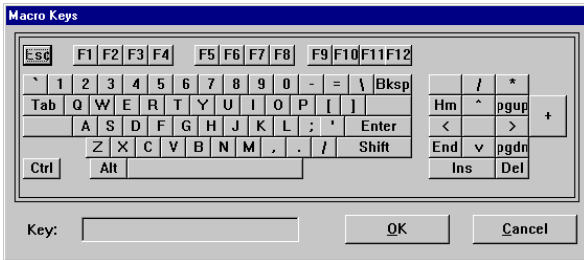 Macro Keys
Esc F1 F2 F3 F4 F5 F6 F7 F8 F9 F10 F11 F12
` 1 2 3 4 5 6 7 8 9 0 - = \ Bksp / *
Tab Q W E R T Y U I O P [ ] Hm ^ pgup +
A S D F G H J K L ; ' Enter < >
Z X C V B N M , . / Shift End v pgdn
Ctrl Alt Ins Del
Key: OK Cancel